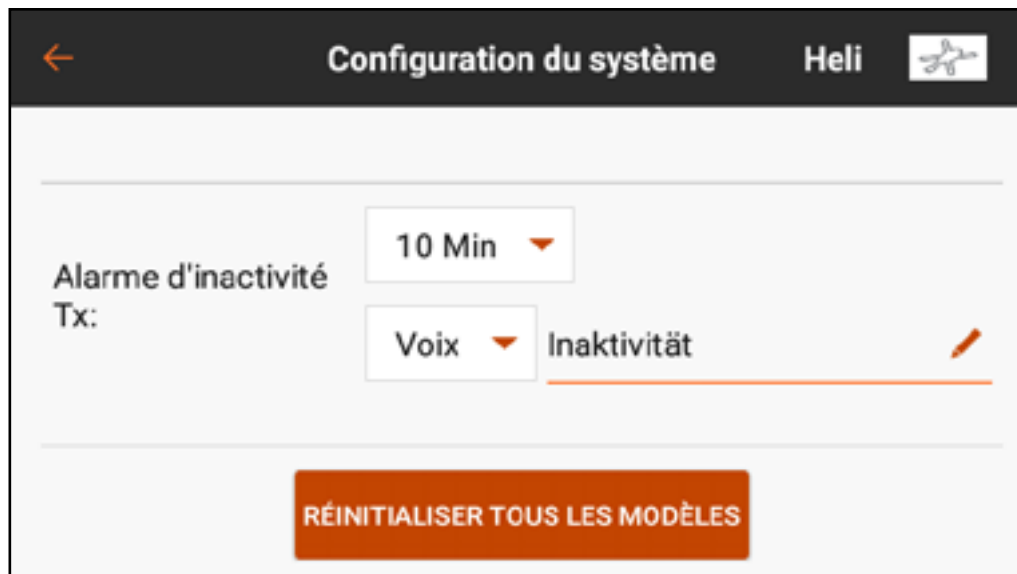 Configuration du système Heli
10 Min
Alarme d'inactivité
Tx:
Voix Inaktivität
RÉINITIALISER TOUS LES MODÈLES